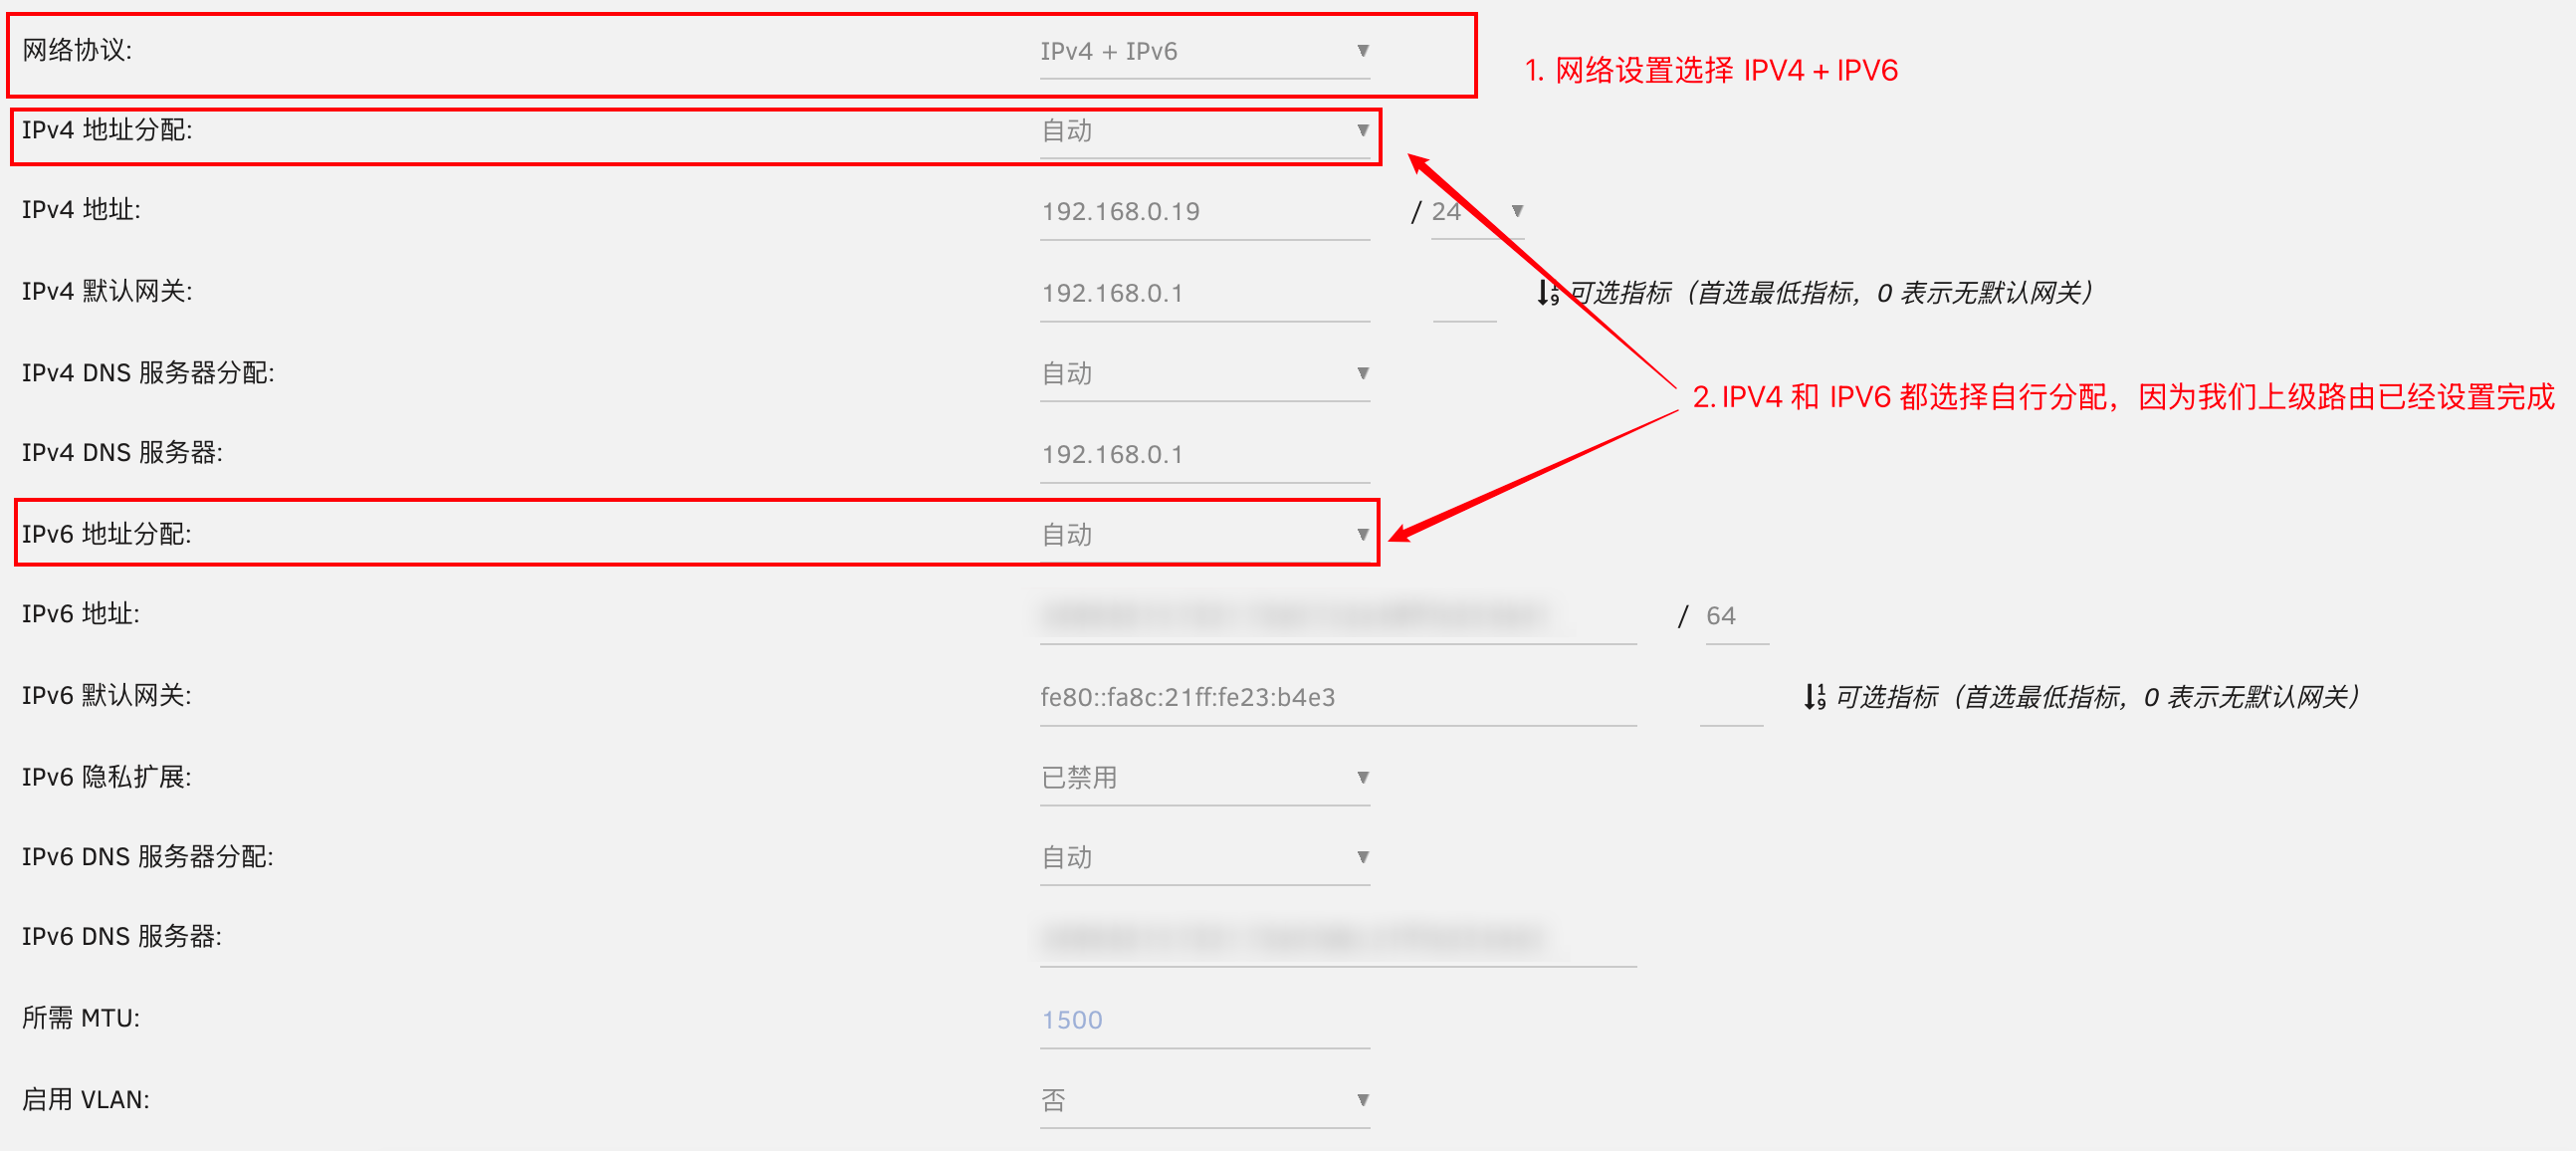 网络协议: IPv4 + IPv6
1. 网络设置选择 IPV4 + IPV6
IPv4 地址分配: 自动
IPv4 地址: 192.168.0.19 / 24
IPv4 默认网关: 192.168.0.1 可选指标（首选最低指标，0 表示无默认网关）
IPv4 DNS 服务器分配: 自动
2. IPV4 和 IPV6 都选择自行分配，因为我们上级路由已经设置完成
IPv4 DNS 服务器: 192.168.0.1
IPv6 地址分配: 自动
IPv6 地址: / 64
IPv6 默认网关: fe80::fa8c:21ff:fe23:b4e3 可选指标（首选最低指标，0 表示无默认网关）
IPv6 隐私扩展: 已禁用
IPv6 DNS 服务器分配: 自动
IPv6 DNS 服务器:
所需 MTU: 1500
启用 VLAN: 否